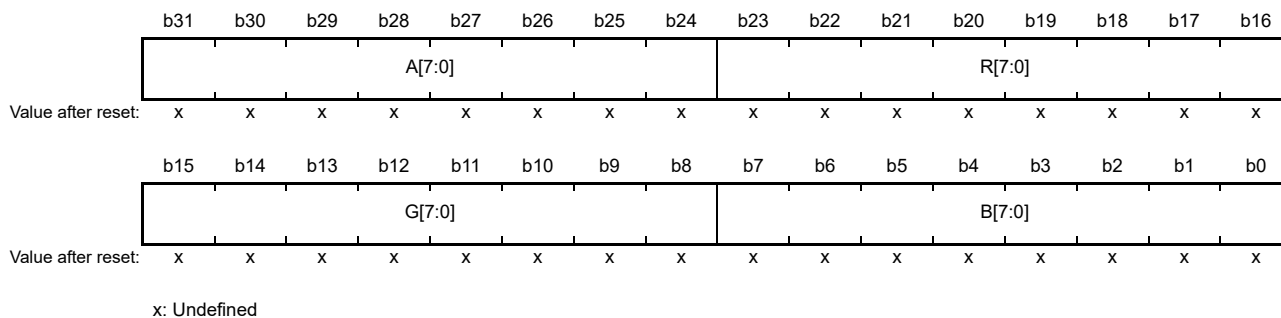 b31 b30 b29 b28 b27 b26 b25 b24 b23 b22 b21 b20 b19 b18 b17 b16
A[7:0] R[7:0]
Value after reset: x x x x x x x x x x x x x x x x
b15 b14 b13 b12 b11 b10 b9 b8 b7 b6 b5 b4 b3 b2 b1 b0
G[7:0] B[7:0]
Value after reset: x x x x x x x x x x x x x x x x
x: Undefined